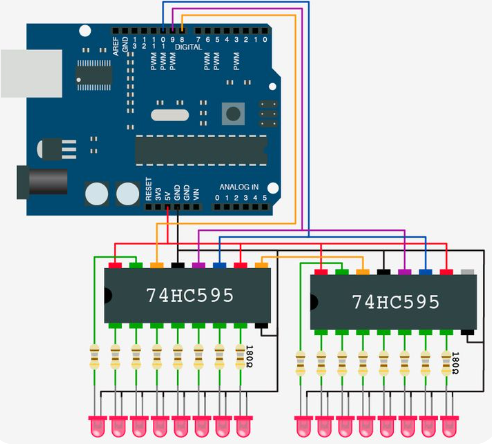 AREF
GND
13
12
11
10
9
8
7
6
5
4
3
2
1
0
DIGITAL
PWM
PWM
PWM
PWM
PWM
PWM
RESET
3V3
5V
GND
GND
VIN
ANALOG IN
0 1 2 3 4 5
74HC595
74HC595
180Ω
180Ω